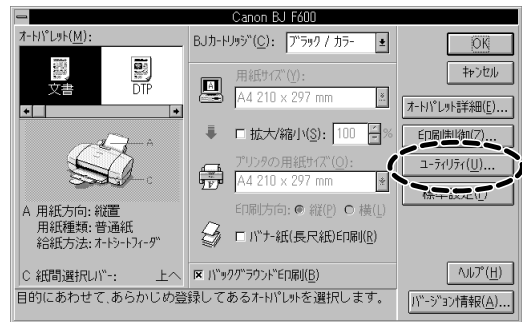 Canon BJ F600
ｵｰﾄﾊﾟﾚｯﾄ(M):
文書
DTP
A
C
A 用紙方向: 縦置
用紙種類: 普通紙
給紙方法: ｵｰﾄｼｰﾄﾌｨｰﾀﾞ
C 紙間選択ﾚﾊﾞｰ: 上へ
BJｶｰﾄﾘｯｼﾞ(C): ﾌﾞﾗｯｸ / ｶﾗｰ
用紙ｻｲｽﾞ(Y):
A4 210 x 297 mm
拡大/縮小(S): 100 %
ﾌﾟﾘﾝﾀの用紙ｻｲｽﾞ(O):
A4 210 x 297 mm
印刷方向: 縦(P) 横(L)
ﾊﾞﾅｰ紙(長尺紙)印刷(R)
ﾊﾞｯｸｸﾞﾗｳﾝﾄﾞ印刷(B)
OK
ｷｬﾝｾﾙ
ｵｰﾄﾊﾟﾚｯﾄ詳細(E)...
印刷制御(Z)...
ﾕｰﾃｨﾘﾃｨ(U)...
標準設定(I)
ﾍﾙﾌﾟ(H)
ﾊﾞｰｼﾞｮﾝ情報(A)...
目的にあわせて、あらかじめ登録してあるｵｰﾄﾊﾟﾚｯﾄを選択します。